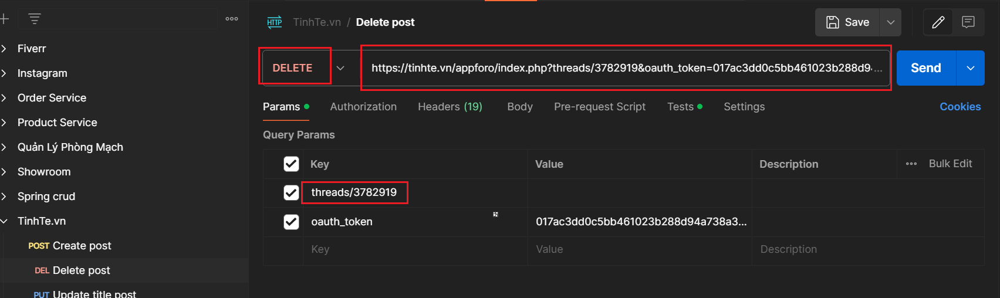 HTTP TinhTe.vn / Delete post
Save
Fiverr
Instagram
Order Service
Product Service
Quản Lý Phòng Mạch
Showroom
Spring crud
TinhTe.vn
POST Create post
DEL Delete post
PUT Update title post
DELETE
https://tinhte.vn/appforo/index.php?threads/3782919&oauth_token=017ac3dd0c5bb461023b288d94...
Send
Params
Authorization
Headers (19)
Body
Pre-request Script
Tests
Settings
Cookies
Query Params
Key Value Description ••• Bulk Edit
threads/3782919
oauth_token 017ac3dd0c5bb461023b288d94a738a3...
Key Value Description